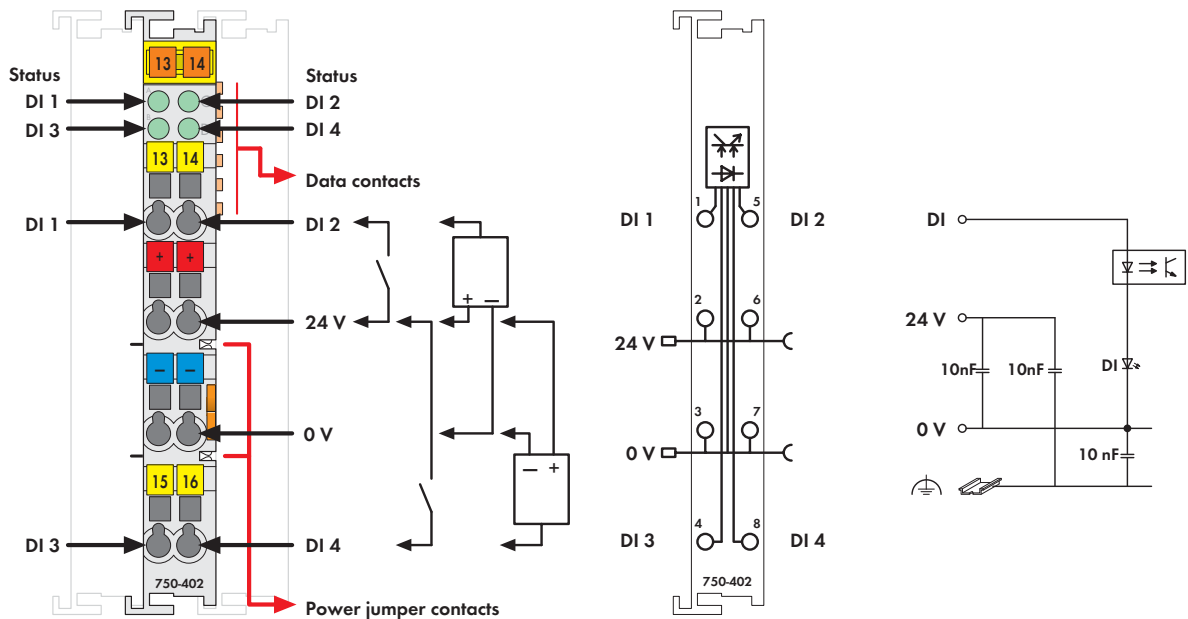 13 14
Status
Status
DI 1
DI 2
DI 3
DI 4
13 14
Data contacts
DI 1
DI 2
+ +
+ −
24 V
− −
0 V
− +
15 16
DI 3
DI 4
750-402
Power jumper contacts
1 5
DI 1
DI 2
2 6
24 V
3 7
0 V
4 8
DI 3
DI 4
750-402
DI
24 V
10nF
10nF
DI
0 V
10 nF